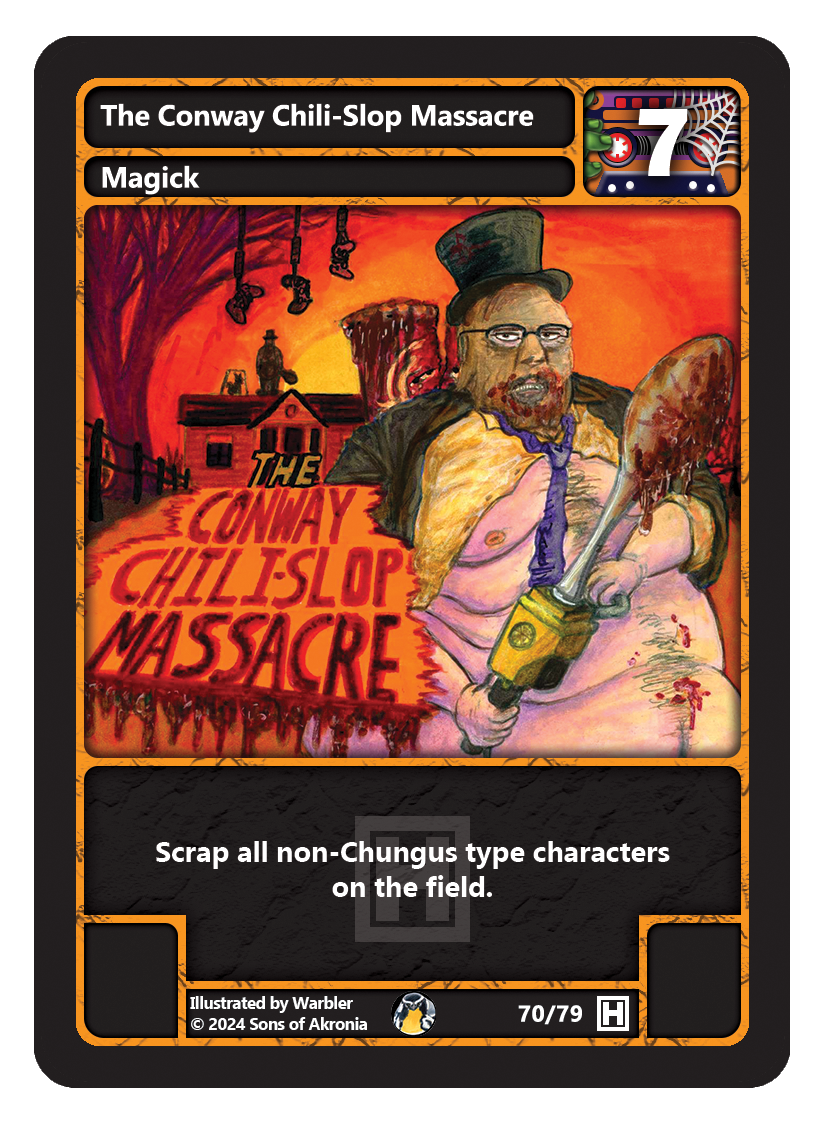 The Conway Chili-Slop Massacre
7
Magick
THE
CONWAY
CHILI-SLOP
MASSACRE
Scrap all non-Chungus type characters
on the field.
H
Illustrated by Warbler
© 2024 Sons of Akronia
70/79 H